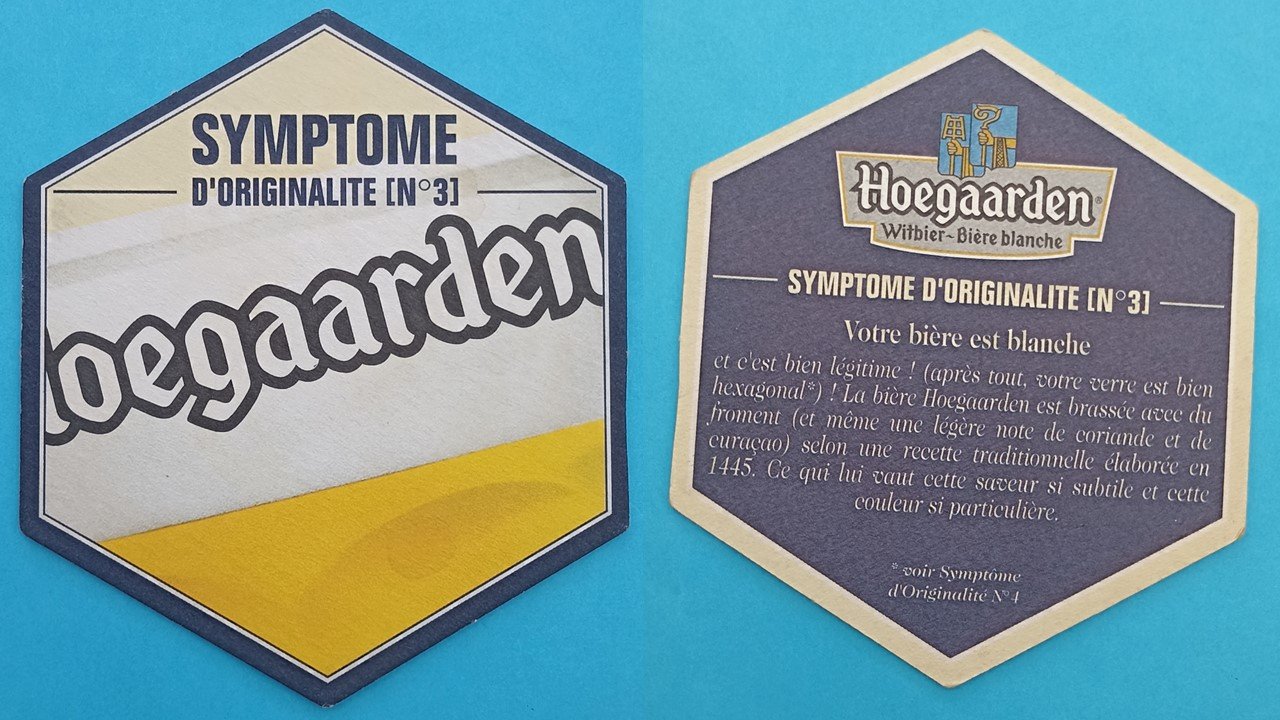 SYMPTOME
D'ORIGINALITE [N°3]
oegaarden
Hoegaarden®
Witbier~Bière blanche
SYMPTOME D'ORIGINALITE [N°3]
Votre bière est blanche
et c'est bien légitime ! (après tout, votre verre est bien
hexagonal*) ! La bière Hoegaarden est brassée avec du
froment (et même une légère note de coriande et de
curaçao) selon une recette traditionnelle élaborée en
1445. Ce qui lui vaut cette saveur si subtile et cette
couleur si particulière.
* voir Symptôme
d'Originalité N°4